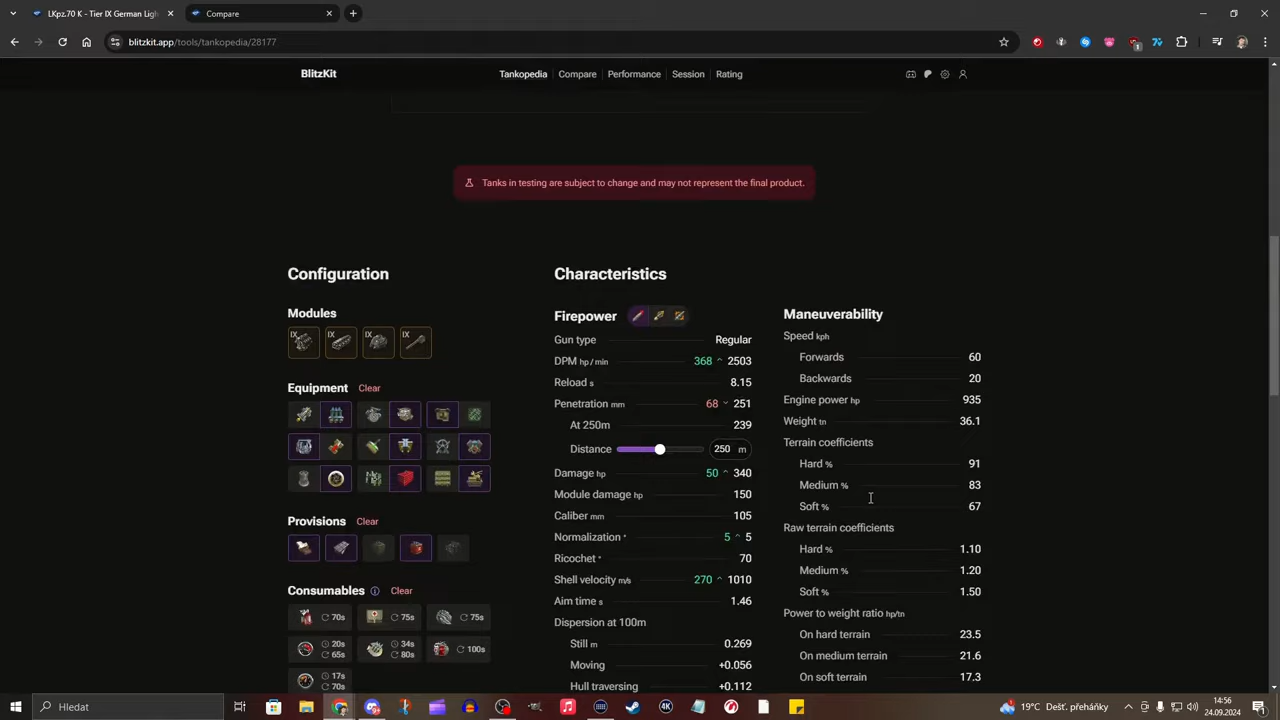 LKpz.70 K - Tier IX German Ligh
Compare
blitzkit.app/tools/tankopedia/28177
BlitzKit
Tankopedia
Compare
Performance
Session
Rating
Tanks in testing are subject to change and may not represent the final product.
Configuration
Modules
IX IX IX IX
Equipment Clear
Provisions Clear
Consumables Clear
70s 75s 75s
20s 34s 100s
65s 80s
17s
70s
Characteristics
Firepower
Gun type Regular
DPM hp / min 368 2503
Reload s 8.15
Penetration mm 68 251
At 250m 239
Distance 250 m
Damage hp 50 340
Module damage hp 150
Caliber mm 105
Normalization ° 5 5
Ricochet ° 70
Shell velocity m/s 270 1010
Aim time s 1.46
Dispersion at 100m
Still m 0.269
Moving +0.056
Hull traversing +0.112
Maneuverability
Speed kph
Forwards 60
Backwards 20
Engine power hp 935
Weight tn 36.1
Terrain coefficients
Hard % 91
Medium % 83
Soft % 67
Raw terrain coefficients
Hard % 1.10
Medium % 1.20
Soft % 1.50
Power to weight ratio hp/tn
On hard terrain 23.5
On medium terrain 21.6
On soft terrain 17.3
Hledat
19°C Déšť, přeháňky
14:56
24.09.2024